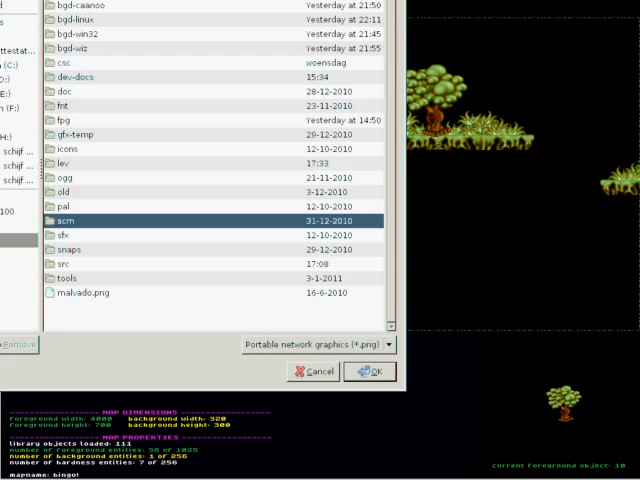 d
bgd-caanoo Yesterday at 21:50
s bgd-linux Yesterday at 22:11
bgd-win32 Yesterday at 21:45
ttestat... bgd-wiz Yesterday at 21:55
(C:) csc woensdag
D:) dev-docs 15:34
E:) doc 28-12-2010
(F:) fnt 23-11-2010
fpg Yesterday at 14:50
H:) gfx-temp 29-12-2010
schijf ... icons 12-10-2010
schijf ... lev 17:33
schijf ... ogg 21-11-2010
old 3-12-2010
100 pal 12-10-2010
scm 31-12-2010
sfx 12-10-2010
snaps 29-12-2010
src 17:08
tools 3-1-2011
malvado.png 16-6-2010
Remove Portable network graphics (*.png)
Cancel OK
MAP DIMENSIONS
foreground width: 4000 background width: 320
foreground height: 700 background height: 300
MAP PROPERTIES
library objects loaded: 111
number of foreground entities: 38 of 1025
number of background entities: 1 of 256
number of hardness entities: 7 of 256
mapname: bingo!
current foreground object: 10